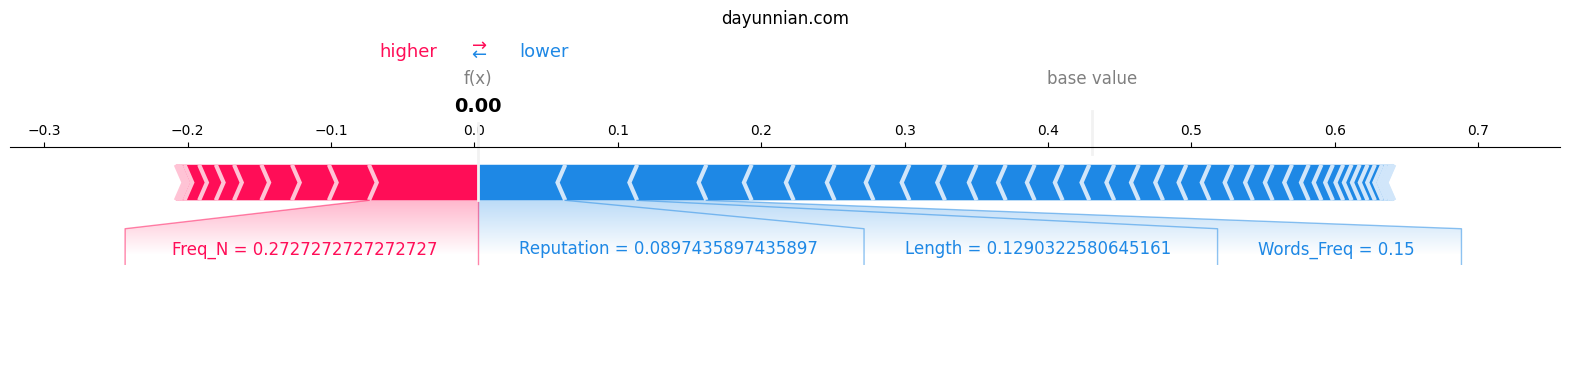 dayunnian.com
higher ⇄ lower
f(x) base value
0.00
−0.3 −0.2 −0.1 0.0 0.1 0.2 0.3 0.4 0.5 0.6 0.7
Freq_N = 0.2727272727272727 Reputation = 0.0897435897435897 Length = 0.1290322580645161 Words_Freq = 0.15